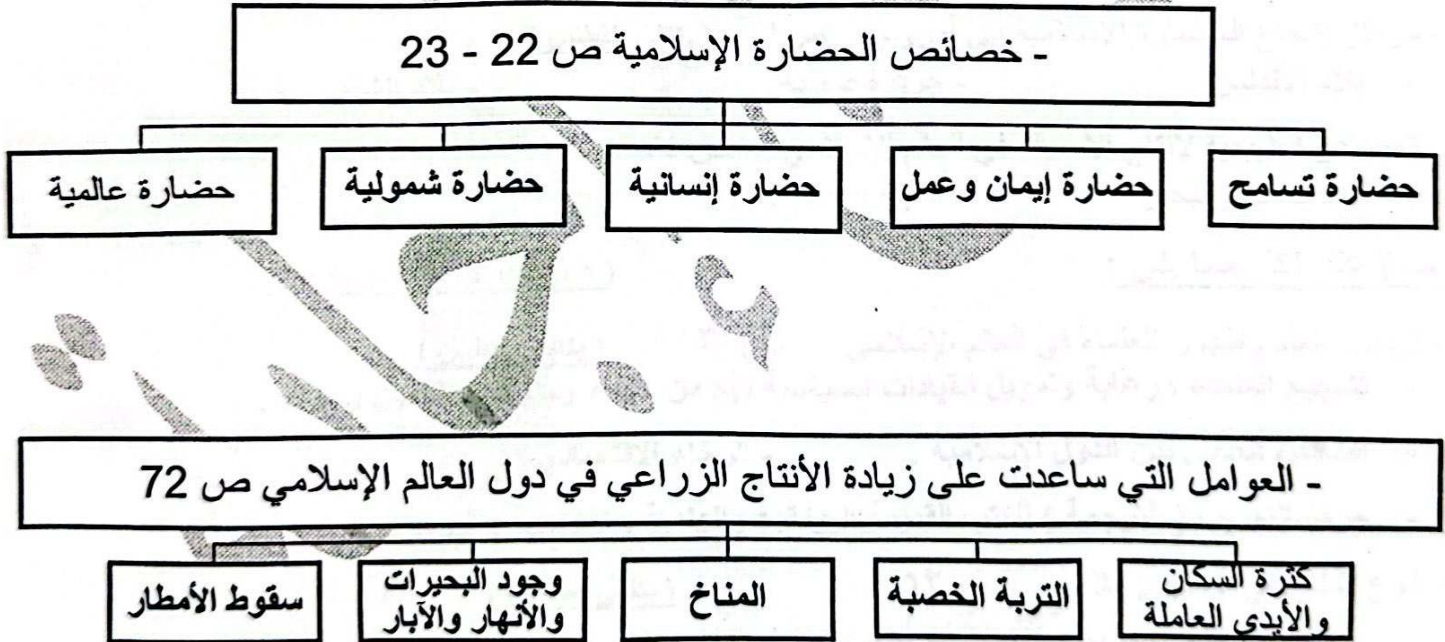 - خصائص الحضارة الإسلامية ص 22 - 23
حضارة تسامح
حضارة إيمان وعمل
حضارة إنسانية
حضارة شمولية
حضارة عالمية
- العوامل التي ساعدت على زيادة الأنتاج الزراعي في دول العالم الإسلامي ص 72
كثرة السكان
والأيدي العاملة
التربة الخصبة
المناخ
وجود البحيرات
والأنهار والآبار
سقوط الأمطار